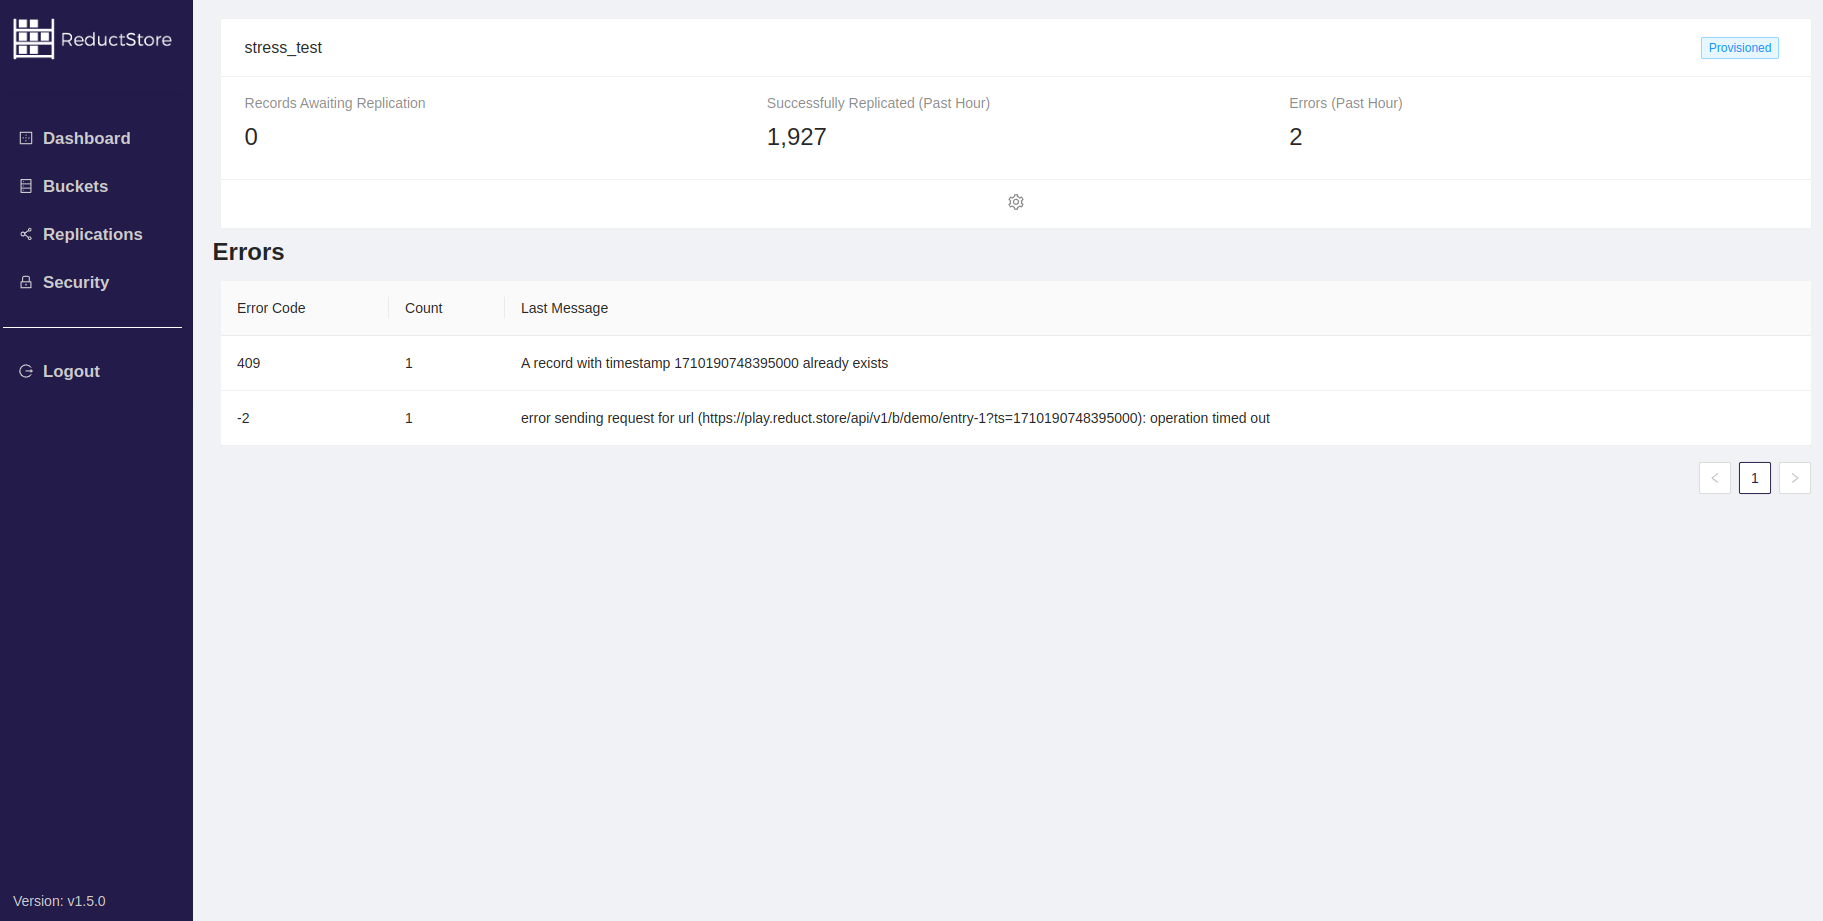 ReductStore
Dashboard
Buckets
Replications
Security
Logout
Version: v1.5.0
stress_test
Provisioned
Records Awaiting Replication
0
Successfully Replicated (Past Hour)
1,927
Errors (Past Hour)
2
Errors
Error Code Count Last Message
409 1 A record with timestamp 1710190748395000 already exists
-2 1 error sending request for url (https://play.reduct.store/api/v1/b/demo/entry-1?ts=1710190748395000): operation timed out
1